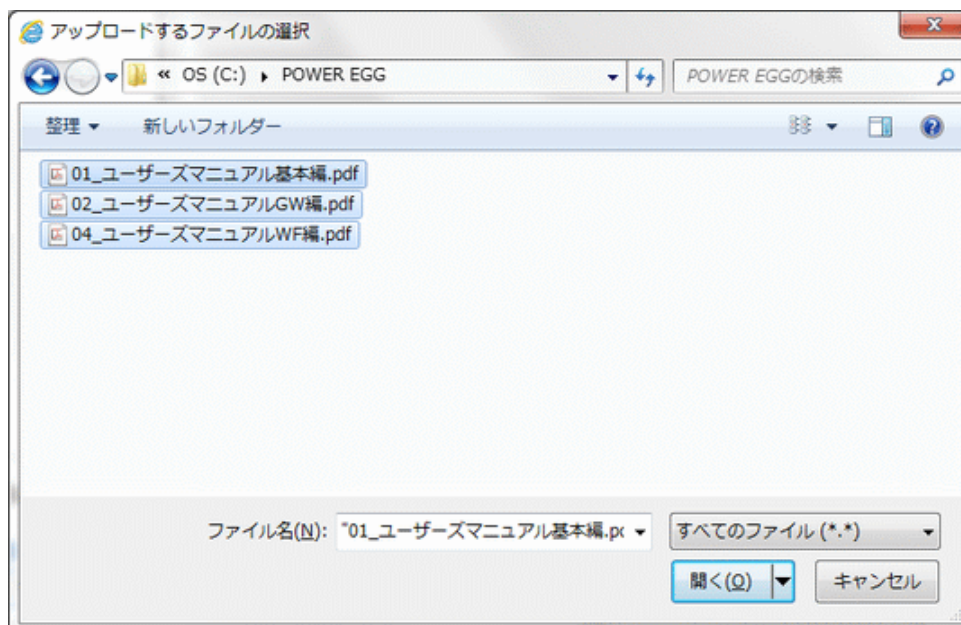 アップロードするファイルの選択
« OS (C:) POWER EGG
POWER EGGの検索
整理 新しいフォルダー
01_ユーザーズマニュアル基本編.pdf
02_ユーザーズマニュアルGW編.pdf
04_ユーザーズマニュアルWF編.pdf
ファイル名(N): "01_ユーザーズマニュアル基本編.pc すべてのファイル (*.*)
開く(O) キャンセル